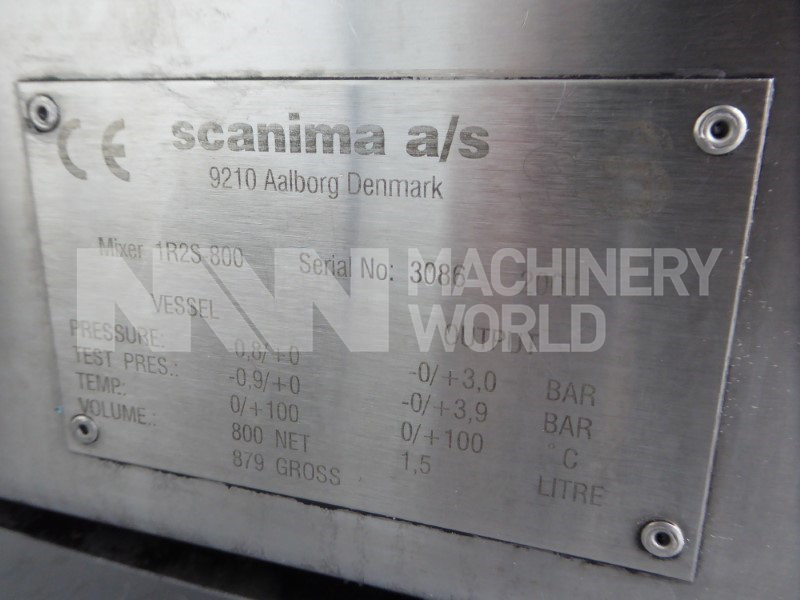 CE scanima a/s
9210 Aalborg Denmark
Mixer 1R2S-800 Serial No: 3086
MW MACHINERY WORLD
VESSEL OUTPUT
PRESSURE: 0,8/+0 -0/+3,0 BAR
TEST PRES.: -0,9/+0 -0/+3,9 BAR
TEMP.: 0/+100 0/+100 °C
VOLUME.: 800 NET 1,5 LITRE
879 GROSS